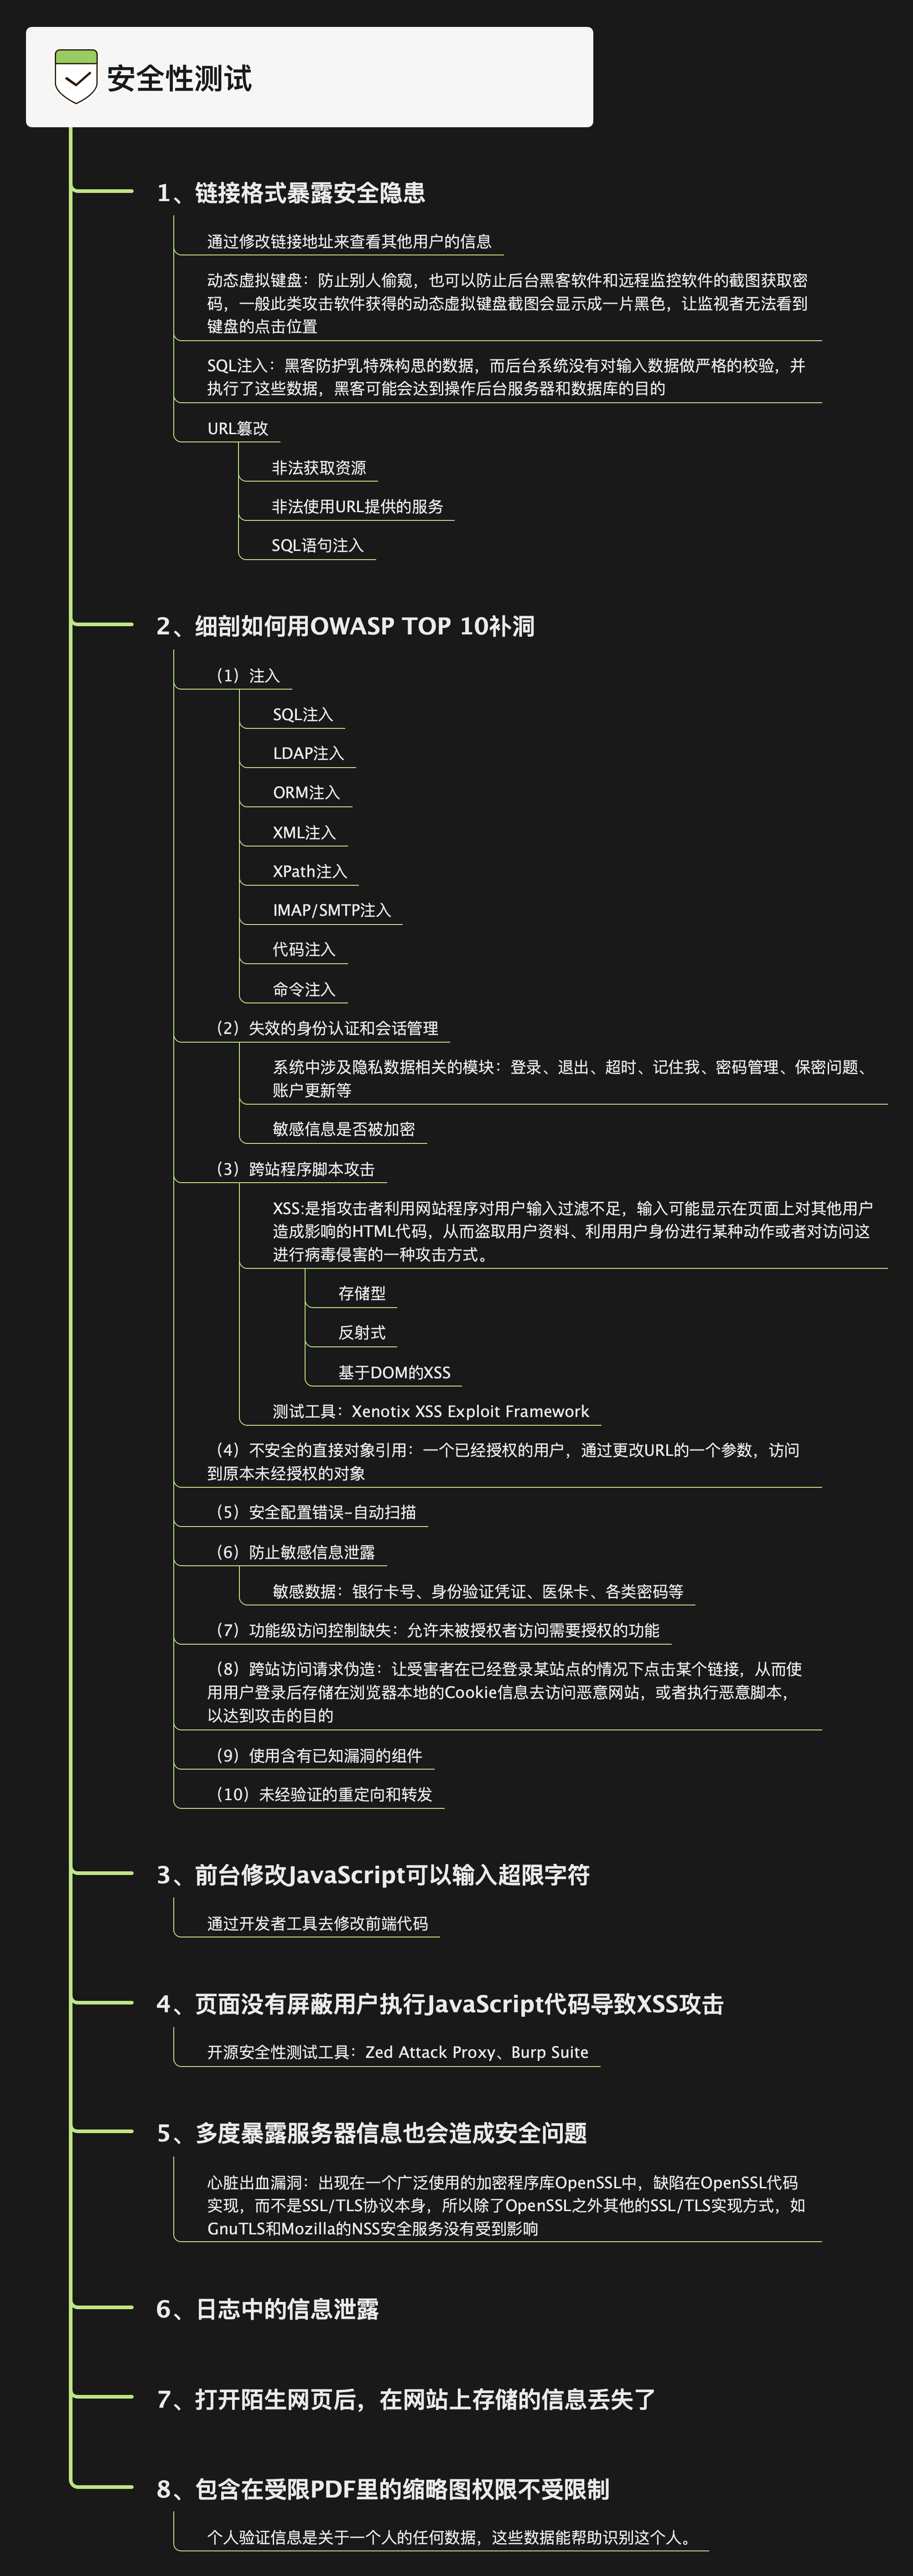 安全性测试
1、链接格式暴露安全隐患
通过修改链接地址来查看其他用户的信息
动态虚拟键盘：防止别人偷窥，也可以防止后台黑客软件和远程监控软件的截图获取密
码，一般此类攻击软件获得的动态虚拟键盘截图会显示成一片黑色，让监视者无法看到
键盘的点击位置
SQL注入：黑客防护乳特殊构思的数据，而后台系统没有对输入数据做严格的校验，并
执行了这些数据，黑客可能会达到操作后台服务器和数据库的目的
URL篡改
非法获取资源
非法使用URL提供的服务
SQL语句注入
2、细剖如何用OWASP TOP 10补洞
（1）注入
SQL注入
LDAP注入
ORM注入
XML注入
XPath注入
IMAP/SMTP注入
代码注入
命令注入
（2）失效的身份认证和会话管理
系统中涉及隐私数据相关的模块：登录、退出、超时、记住我、密码管理、保密问题、
账户更新等
敏感信息是否被加密
（3）跨站程序脚本攻击
XSS:是指攻击者利用网站程序对用户输入过滤不足，输入可能显示在页面上对其他用户
造成影响的HTML代码，从而盗取用户资料、利用用户身份进行某种动作或者对访问这
进行病毒侵害的一种攻击方式。
存储型
反射式
基于DOM的XSS
测试工具：Xenotix XSS Exploit Framework
（4）不安全的直接对象引用：一个已经授权的用户，通过更改URL的一个参数，访问
到原本未经授权的对象
（5）安全配置错误-自动扫描
（6）防止敏感信息泄露
敏感数据：银行卡号、身份验证凭证、医保卡、各类密码等
（7）功能级访问控制缺失：允许未被授权者访问需要授权的功能
（8）跨站访问请求伪造：让受害者在已经登录某站点的情况下点击某个链接，从而使
用用户登录后存储在浏览器本地的Cookie信息去访问恶意网站，或者执行恶意脚本，
以达到攻击的目的
（9）使用含有已知漏洞的组件
（10）未经验证的重定向和转发
3、前台修改JavaScript可以输入超限字符
通过开发者工具去修改前端代码
4、页面没有屏蔽用户执行JavaScript代码导致XSS攻击
开源安全性测试工具：Zed Attack Proxy、Burp Suite
5、多度暴露服务器信息也会造成安全问题
心脏出血漏洞：出现在一个广泛使用的加密程序库OpenSSL中，缺陷在OpenSSL代码
实现，而不是SSL/TLS协议本身，所以除了OpenSSL之外其他的SSL/TLS实现方式，如
GnuTLS和Mozilla的NSS安全服务没有受到影响
6、日志中的信息泄露
7、打开陌生网页后，在网站上存储的信息丢失了
8、包含在受限PDF里的缩略图权限不受限制
个人验证信息是关于一个人的任何数据，这些数据能帮助识别这个人。